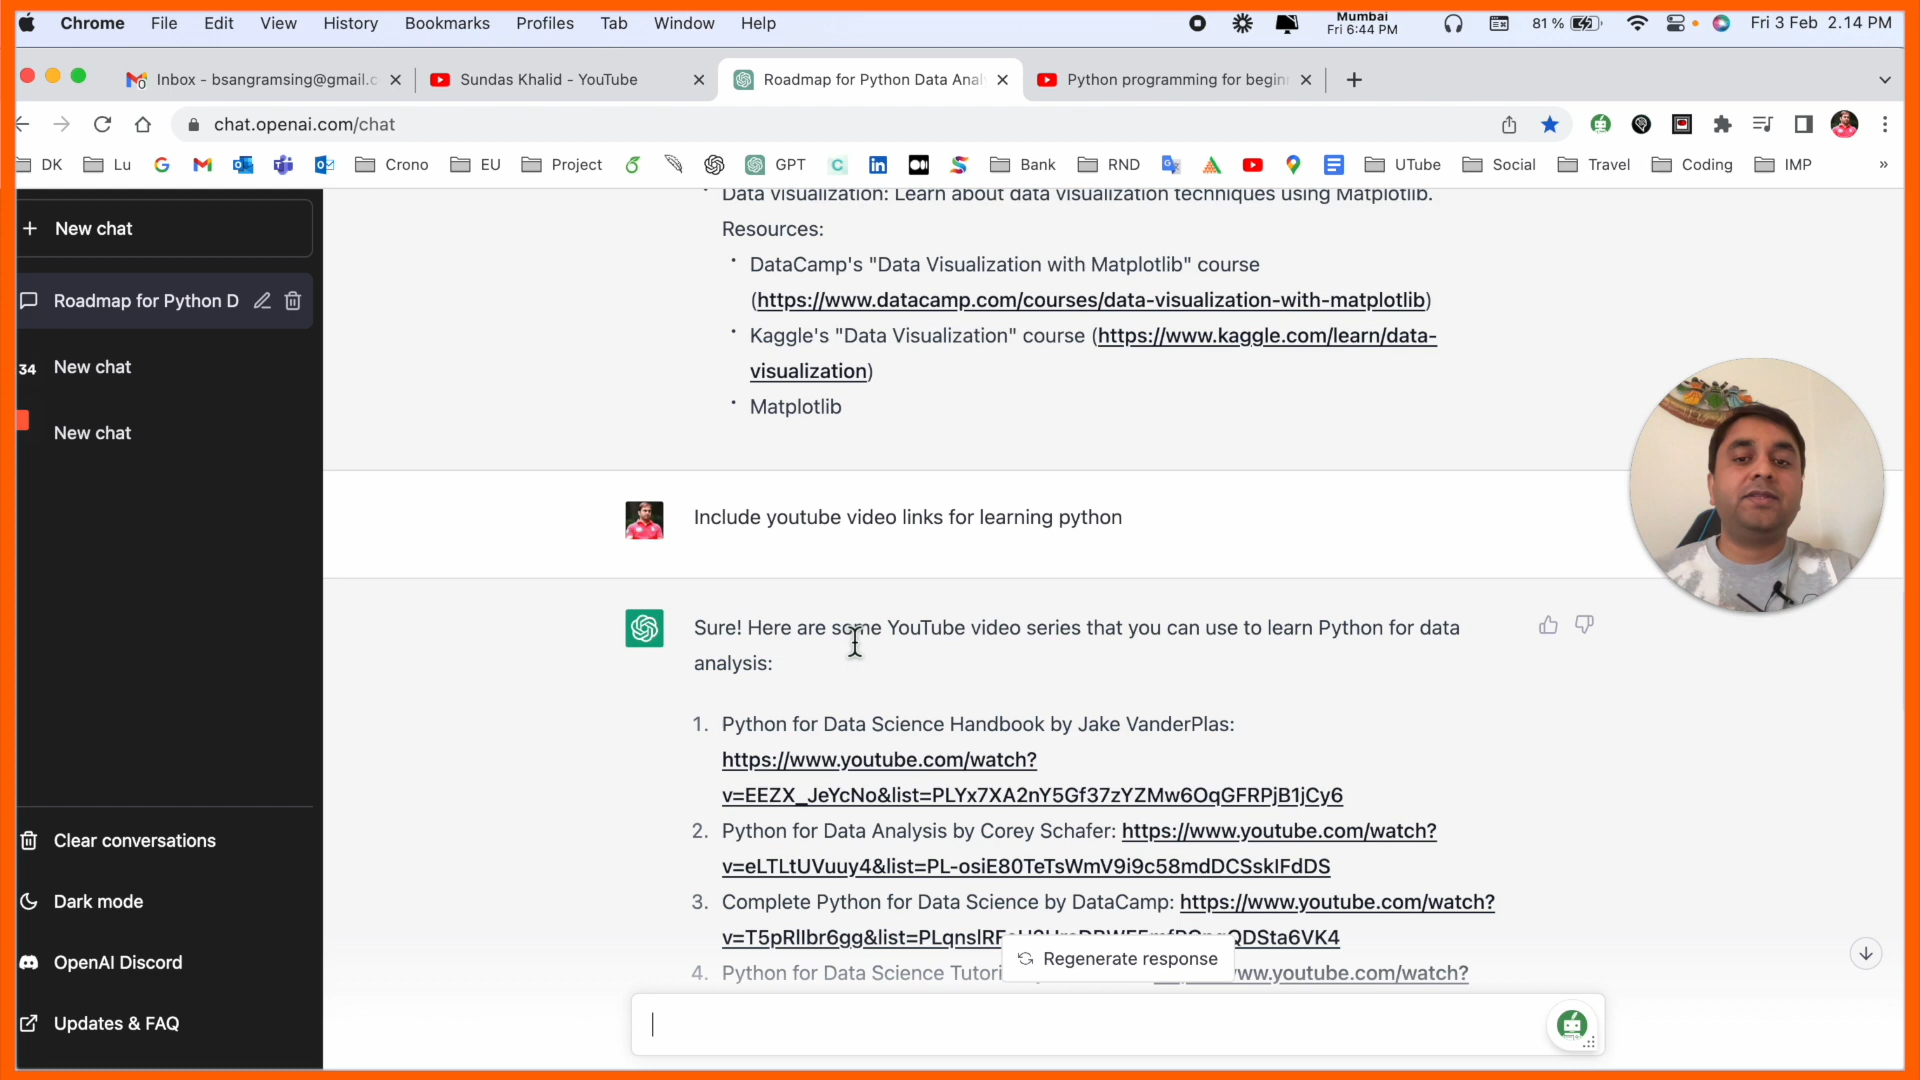 Chrome File Edit View History Bookmarks Profiles Tab Window Help Mumbai Fri 6:44 PM 81 % Fri 3 Feb 2.14 PM
Inbox - bsangramsing@gmail.c Sundas Khalid - YouTube Roadmap for Python Data Anal Python programming for begin
chat.openai.com/chat
DK Lu Crono EU Project GPT Bank RND UTube Social Travel Coding IMP »
New chat
Roadmap for Python D
34 New chat
New chat
Clear conversations
Dark mode
OpenAI Discord
Updates & FAQ
Data visualization: Learn about data visualization techniques using Matplotlib.
Resources:
DataCamp's "Data Visualization with Matplotlib" course
(https://www.datacamp.com/courses/data-visualization-with-matplotlib)
Kaggle's "Data Visualization" course (https://www.kaggle.com/learn/data-
visualization)
Matplotlib
Include youtube video links for learning python
Sure! Here are some YouTube video series that you can use to learn Python for data
analysis:
1. Python for Data Science Handbook by Jake VanderPlas:
https://www.youtube.com/watch?
v=EEZX_JeYcNo&list=PLYx7XA2nY5Gf37zYZMw6OqGFRPjB1jCy6
2. Python for Data Analysis by Corey Schafer: https://www.youtube.com/watch?
v=eLTLtUVuuy4&list=PL-osiE80TeTsWmV9i9c58mdDCSskIFdDS
3. Complete Python for Data Science by DataCamp: https://www.youtube.com/watch?
v=T5pRlIbr6gg&list=PLqnslRF QDSta6VK4
4. Python for Data Science Tutori www.youtube.com/watch?
Regenerate response